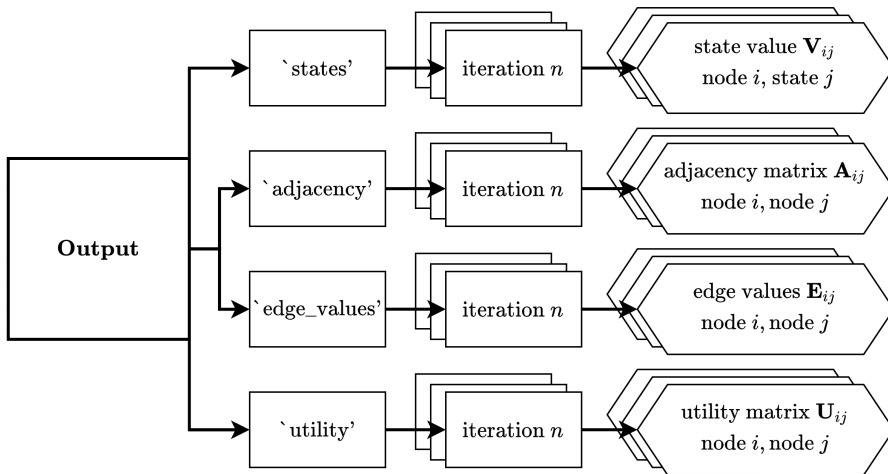 Output
`states'
iteration n
state value V_ij
node i, state j
`adjacency'
iteration n
adjacency matrix A_ij
node i, node j
`edge_values'
iteration n
edge values E_ij
node i, node j
`utility'
iteration n
utility matrix U_ij
node i, node j